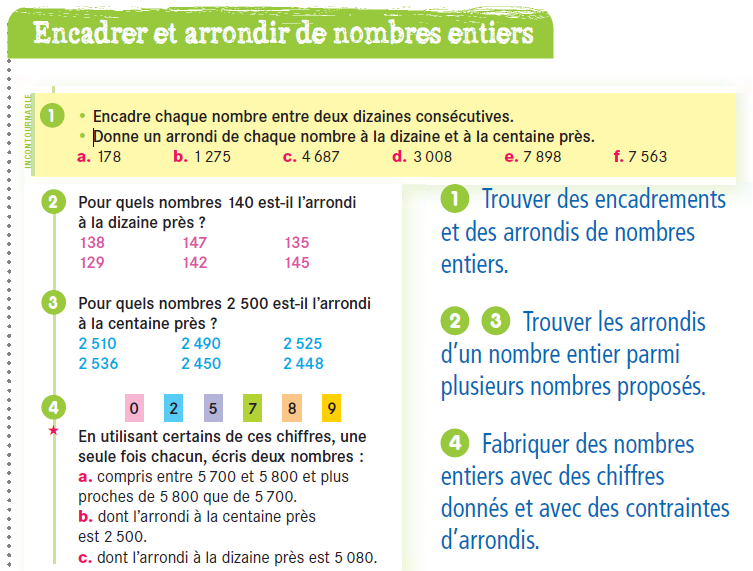 Encadrer et arrondir de nombres entiers
INCONTOURNABLE
1 • Encadre chaque nombre entre deux dizaines consécutives.
• Donne un arrondi de chaque nombre à la dizaine et à la centaine près.
a. 178 b. 1 275 c. 4 687 d. 3 008 e. 7 898 f. 7 563
2 Pour quels nombres 140 est-il l'arrondi
à la dizaine près ?
138 147 135
129 142 145
3 Pour quels nombres 2 500 est-il l'arrondi
à la centaine près ?
2 510 2 490 2 525
2 536 2 450 2 448
4 0 2 5 7 8 9
En utilisant certains de ces chiffres, une
seule fois chacun, écris deux nombres :
a. compris entre 5 700 et 5 800 et plus
proches de 5 800 que de 5 700.
b. dont l'arrondi à la centaine près
est 2 500.
c. dont l'arrondi à la dizaine près est 5 080.
1 Trouver des encadrements
et des arrondis de nombres
entiers.
2 3 Trouver les arrondis
d'un nombre entier parmi
plusieurs nombres proposés.
4 Fabriquer des nombres
entiers avec des chiffres
donnés et avec des contraintes
d'arrondis.